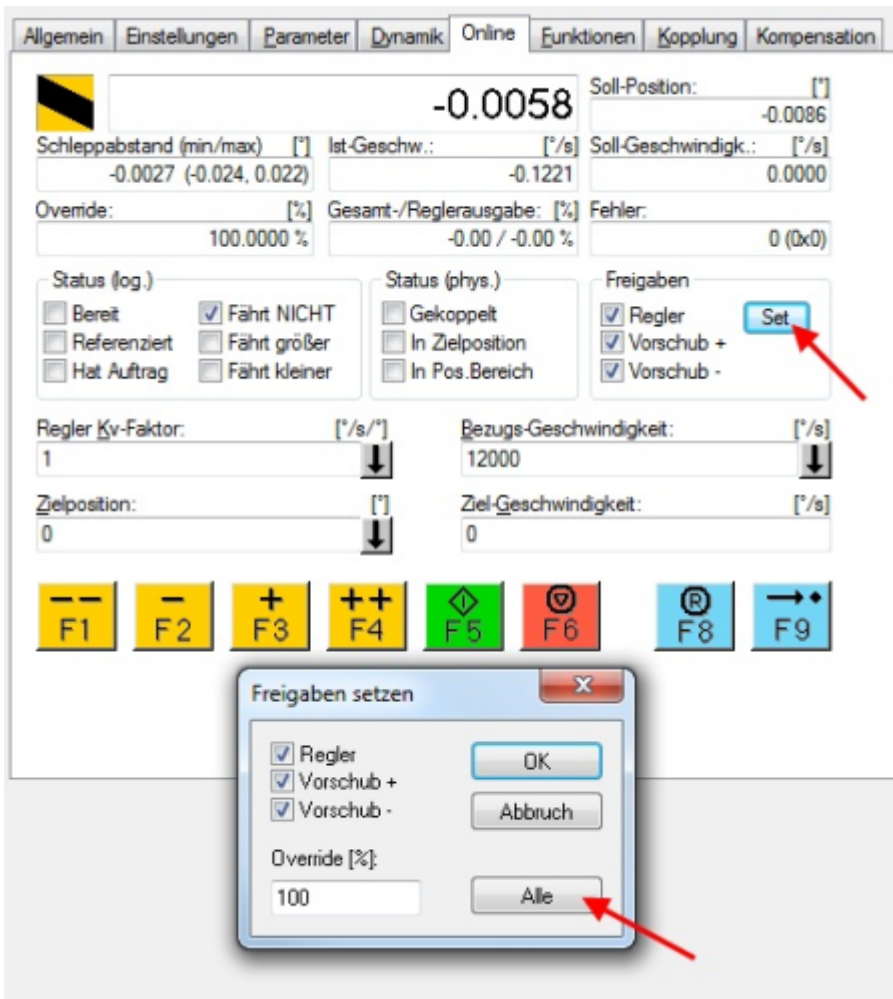 Allgemein Einstellungen Parameter Dynamik Online Funktionen Kopplung Kompensation
-0.0058
Soll-Position: [°]
-0.0086
Schleppabstand (min/max) [°] Ist-Geschw.: [°/s] Soll-Geschwindigk.: [°/s]
-0.0027 (-0.024, 0.022) -0.1221 0.0000
Override: [%] Gesamt-/Reglerausgabe: [%] Fehler:
100.0000 % -0.00 / -0.00 % 0 (0x0)
Status (log.) Status (phys.) Freigaben
Bereit Fährt NICHT Gekoppelt Regler Set
Referenziert Fährt größer In Zielposition Vorschub +
Hat Auftrag Fährt kleiner In Pos.Bereich Vorschub -
Regler Kv-Faktor: [°/s/°] Bezugs-Geschwindigkeit: [°/s]
1 12000
Zielposition: [°] Ziel-Geschwindigkeit: [°/s]
0 0
-- - + ++ R
F1 F2 F3 F4 F5 F6 F8 F9
Freigaben setzen
Regler OK
Vorschub +
Vorschub - Abbruch
Override [%]:
100 Alle